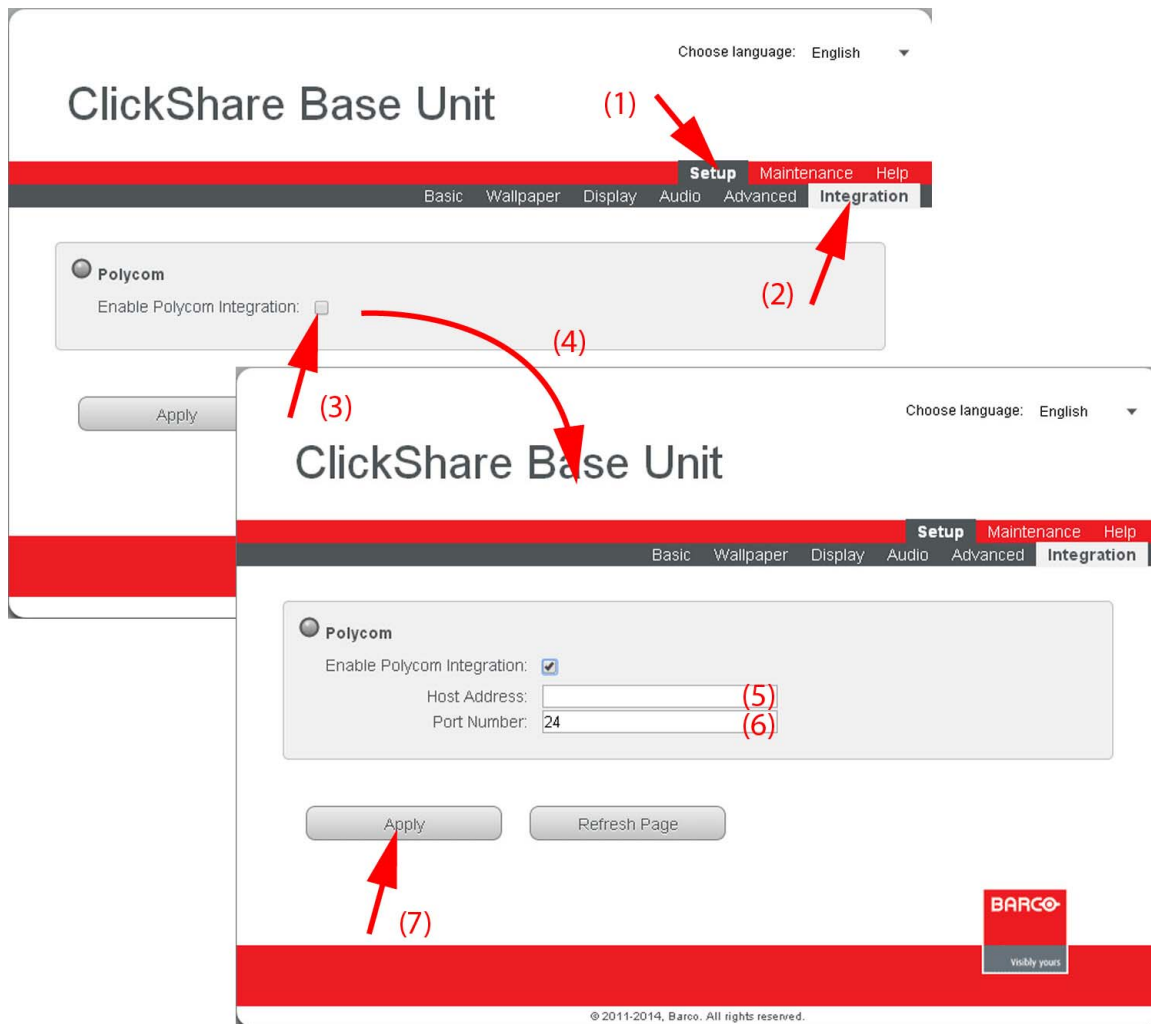 Choose language: English
ClickShare Base Unit
(1)
Setup Maintenance Help
Basic Wallpaper Display Audio Advanced Integration
(2)
Polycom
Enable Polycom Integration:
(3)
(4)
Apply
Choose language: English
ClickShare Base Unit
Setup Maintenance Help
Basic Wallpaper Display Audio Advanced Integration
Polycom
Enable Polycom Integration:
Host Address: (5)
Port Number: 24 (6)
Apply Refresh Page
(7)
BARCO
Visibly yours
© 2011-2014, Barco. All rights reserved.